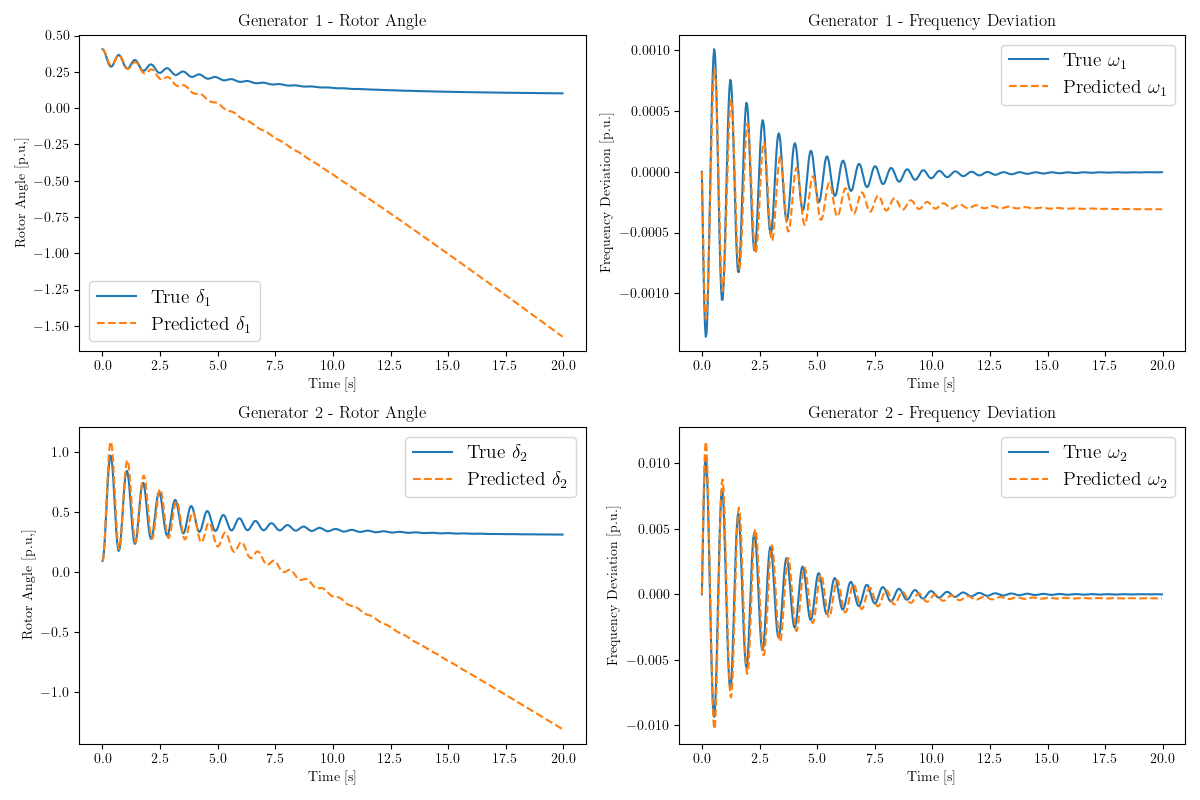 Generator 1 - Rotor Angle
Rotor Angle [p.u.]
0.50
0.25
0.00
−0.25
−0.50
−0.75
−1.00
−1.25
−1.50
True δ1
Predicted δ1
0.0 2.5 5.0 7.5 10.0 12.5 15.0 17.5 20.0
Time [s]
Generator 1 - Frequency Deviation
Frequency Deviation [p.u.]
0.0010
0.0005
0.0000
−0.0005
−0.0010
True ω1
Predicted ω1
0.0 2.5 5.0 7.5 10.0 12.5 15.0 17.5 20.0
Time [s]
Generator 2 - Rotor Angle
Rotor Angle [p.u.]
1.0
0.5
0.0
−0.5
−1.0
True δ2
Predicted δ2
0.0 2.5 5.0 7.5 10.0 12.5 15.0 17.5 20.0
Time [s]
Generator 2 - Frequency Deviation
Frequency Deviation [p.u.]
0.010
0.005
0.000
−0.005
−0.010
True ω2
Predicted ω2
0.0 2.5 5.0 7.5 10.0 12.5 15.0 17.5 20.0
Time [s]